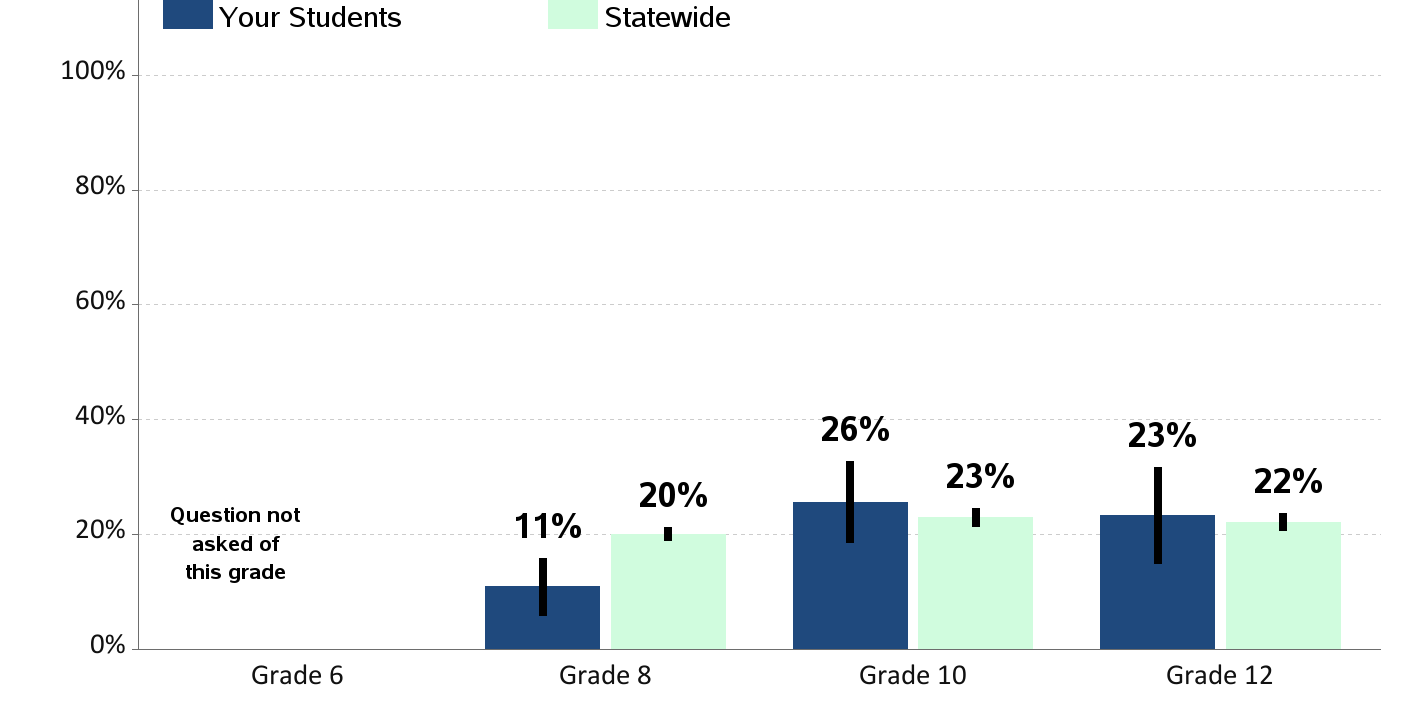 Your Students Statewide
100%
80%
60%
40%
20%
0%
Question not
asked of
this grade
11%
20%
26%
23%
23%
22%
Grade 6 Grade 8 Grade 10 Grade 12